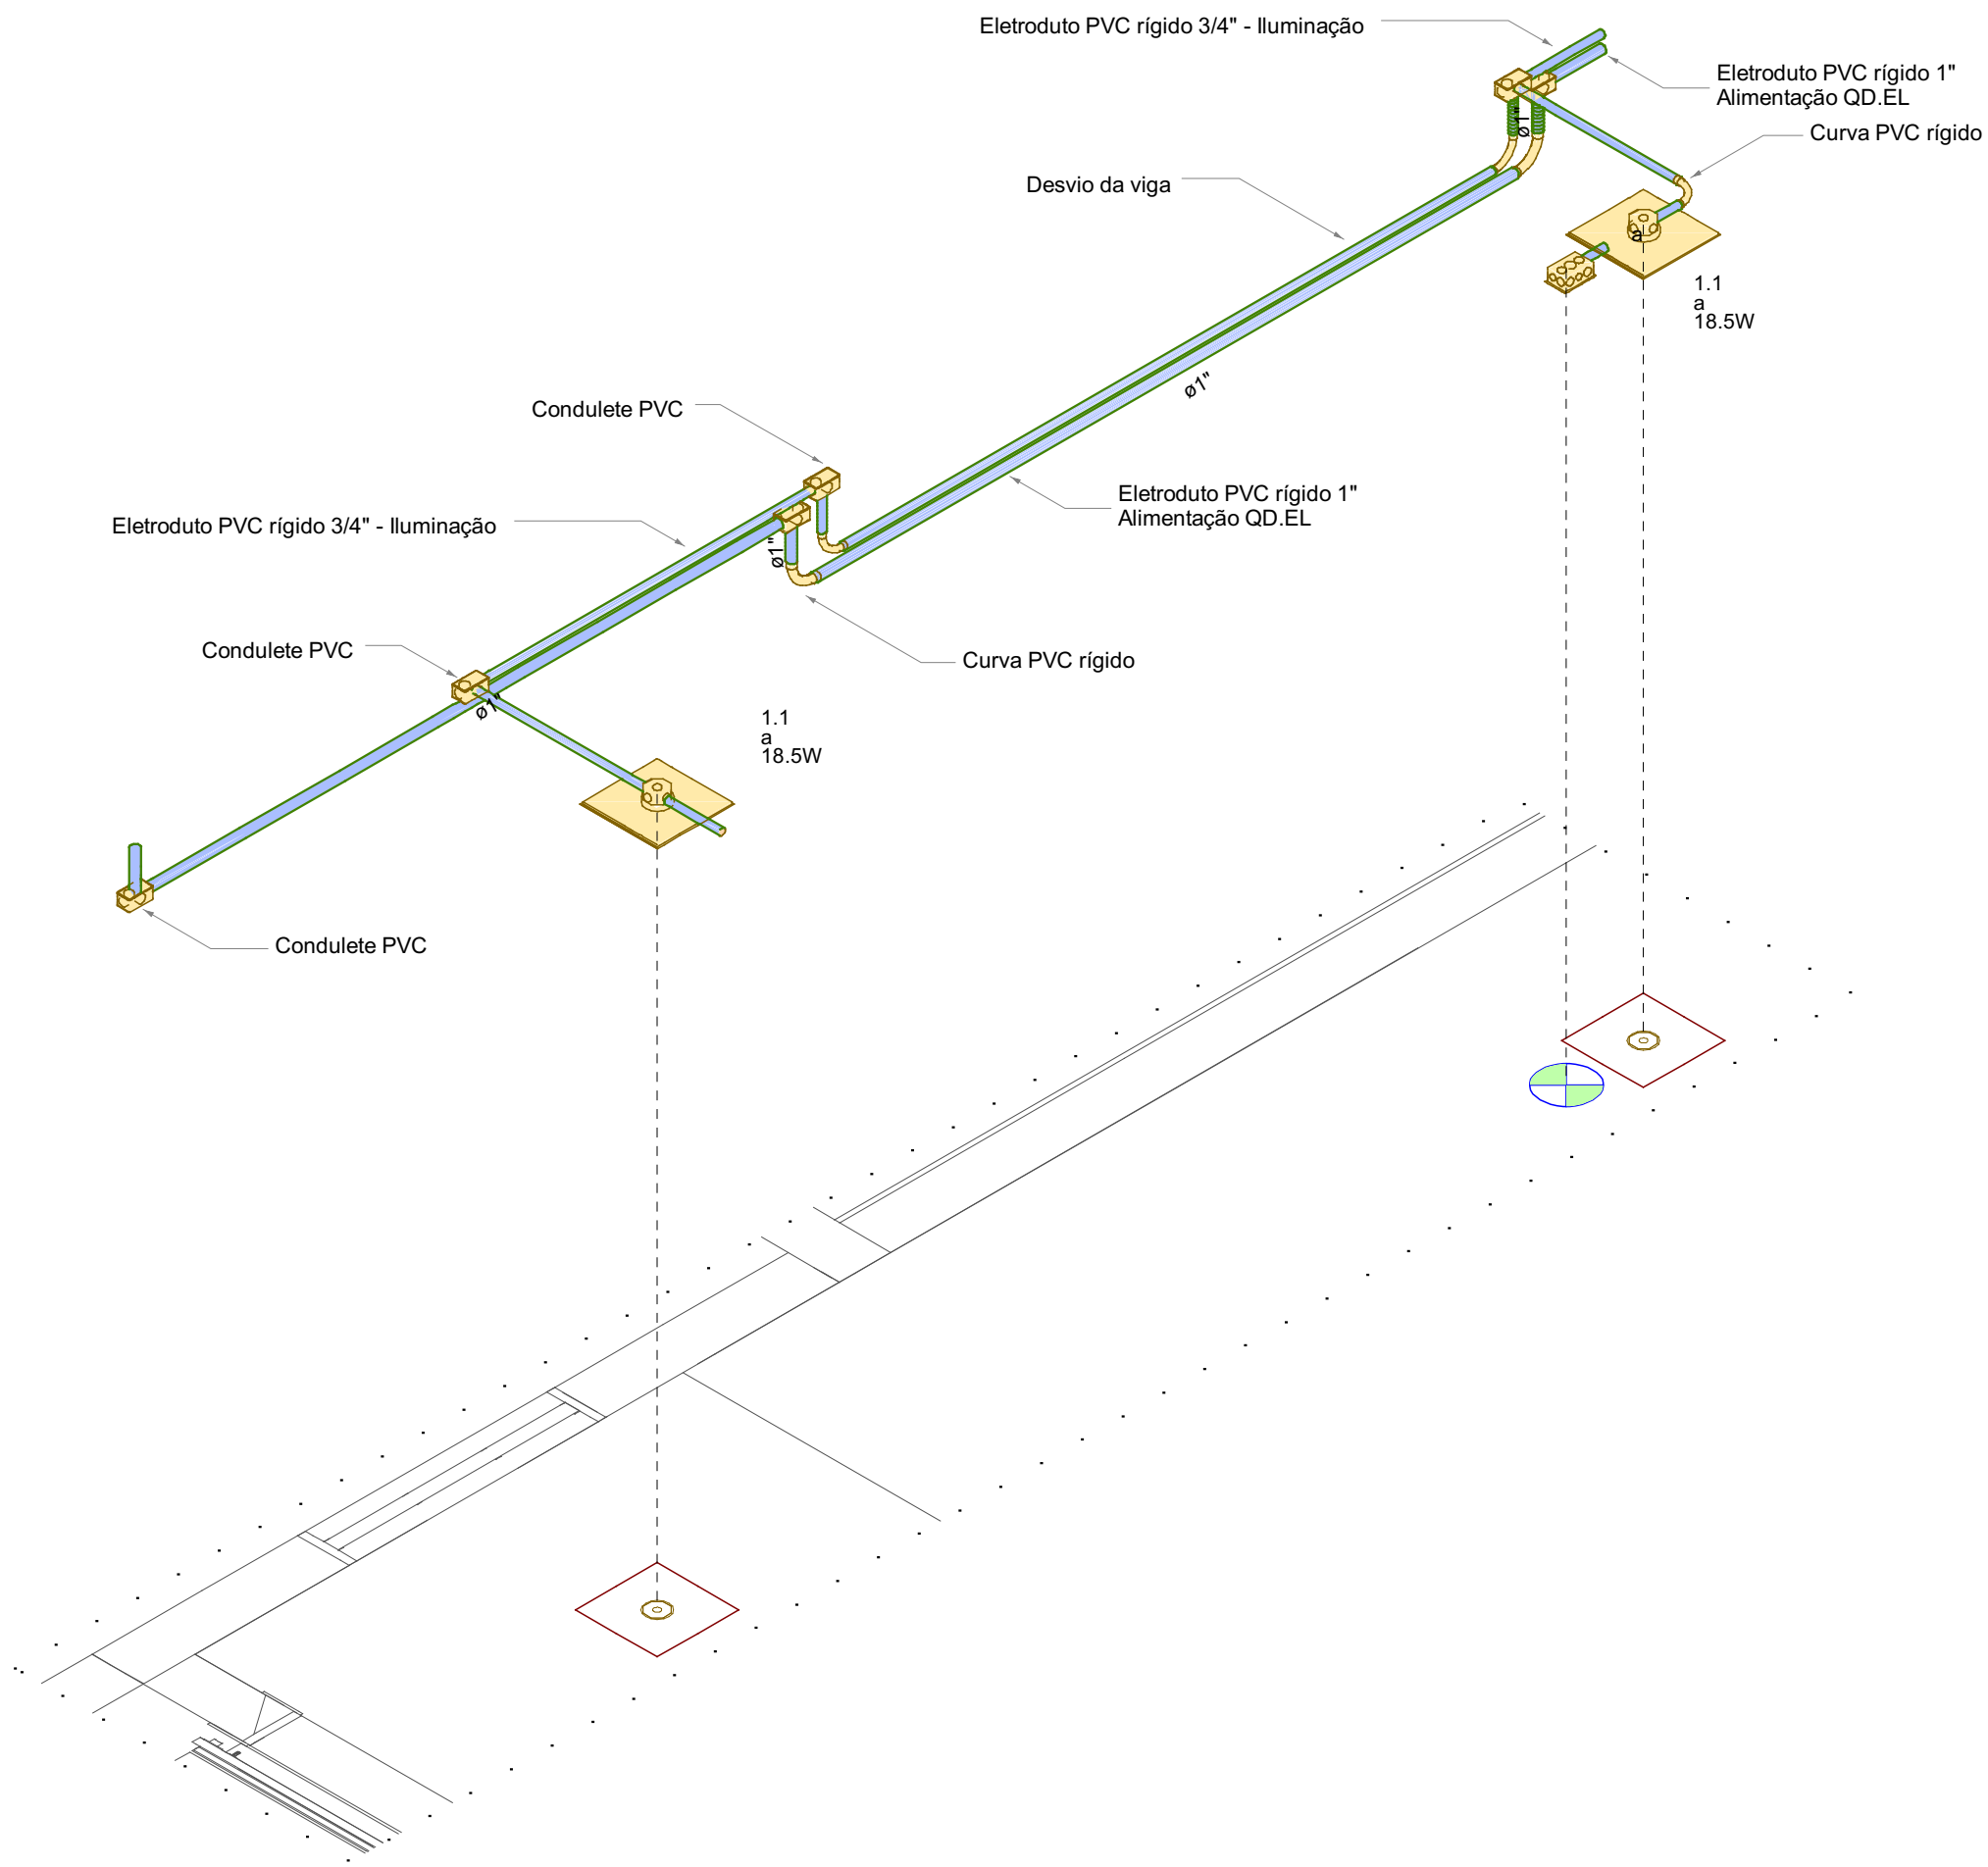 Eletroduto PVC rígido 3/4" - Iluminação
Eletroduto PVC rígido 1"
Alimentação QD.EL
Curva PVC rígido
ø1"
Desvio da viga
a
1.1
a
18.5W
ø1"
Condulete PVC
Eletroduto PVC rígido 1"
Alimentação QD.EL
Eletroduto PVC rígido 3/4" - Iluminação
ø1"
Condulete PVC
Curva PVC rígido
ø1"
1.1
a
18.5W
Condulete PVC